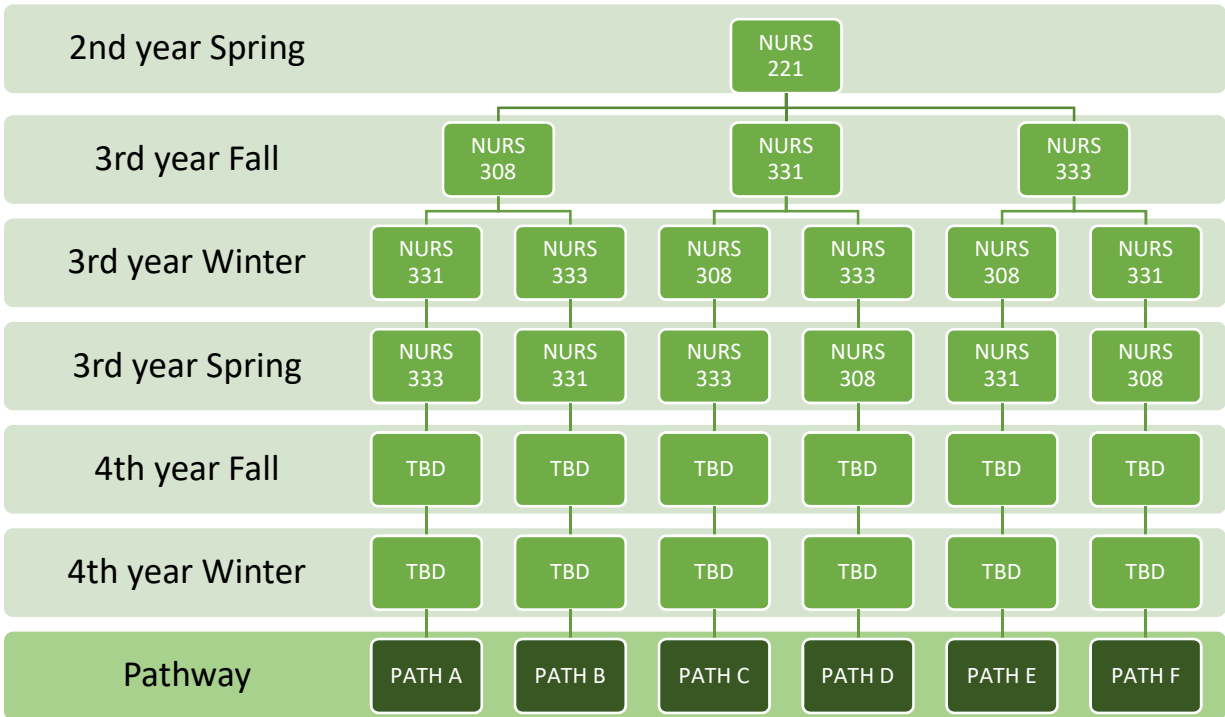 2nd year Spring
NURS
221
3rd year Fall
NURS
308
NURS
331
NURS
333
3rd year Winter
NURS
331
NURS
333
NURS
308
NURS
333
NURS
308
NURS
331
3rd year Spring
NURS
333
NURS
331
NURS
333
NURS
308
NURS
331
NURS
308
4th year Fall
TBD
TBD
TBD
TBD
TBD
TBD
4th year Winter
TBD
TBD
TBD
TBD
TBD
TBD
Pathway
PATH A
PATH B
PATH C
PATH D
PATH E
PATH F